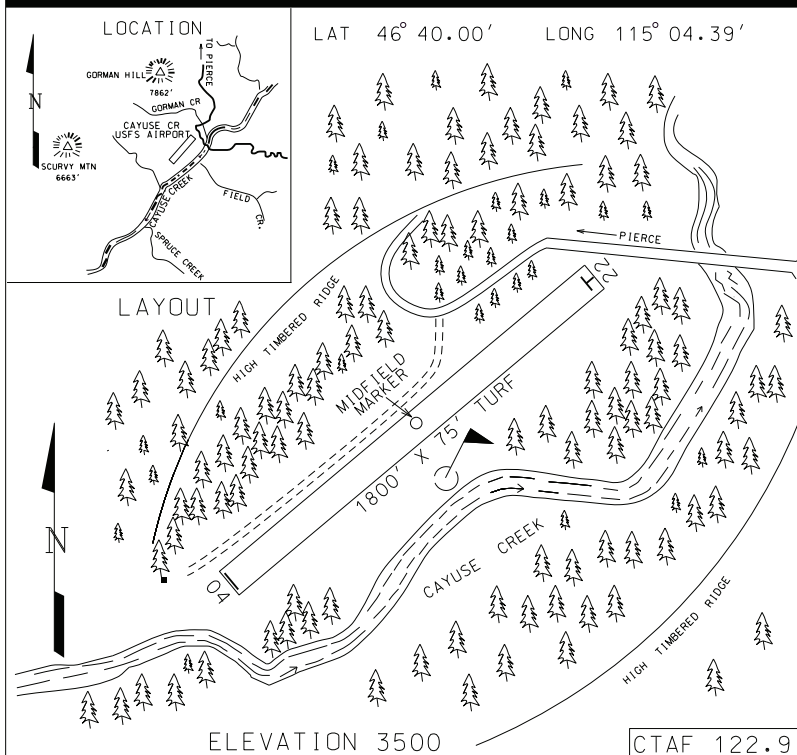 LOCATION
LAT 46° 40.00' LONG 115° 04.39'
TO PIERCE
GORMAN HILL
7862'
GORMAN CR
N
CAYUSE CR
USFS AIRPORT
SCURVY MTN
6663'
CAYUSE CREEK
FIELD
CR.
SPRUCE CREEK
PIERCE
LAYOUT
22
HIGH TIMBERED RIDGE
MIDFIELD
MARKER
1800' X 75' TURF
N
04
CAYUSE CREEK
HIGH TIMBERED RIDGE
ELEVATION 3500
CTAF 122.9